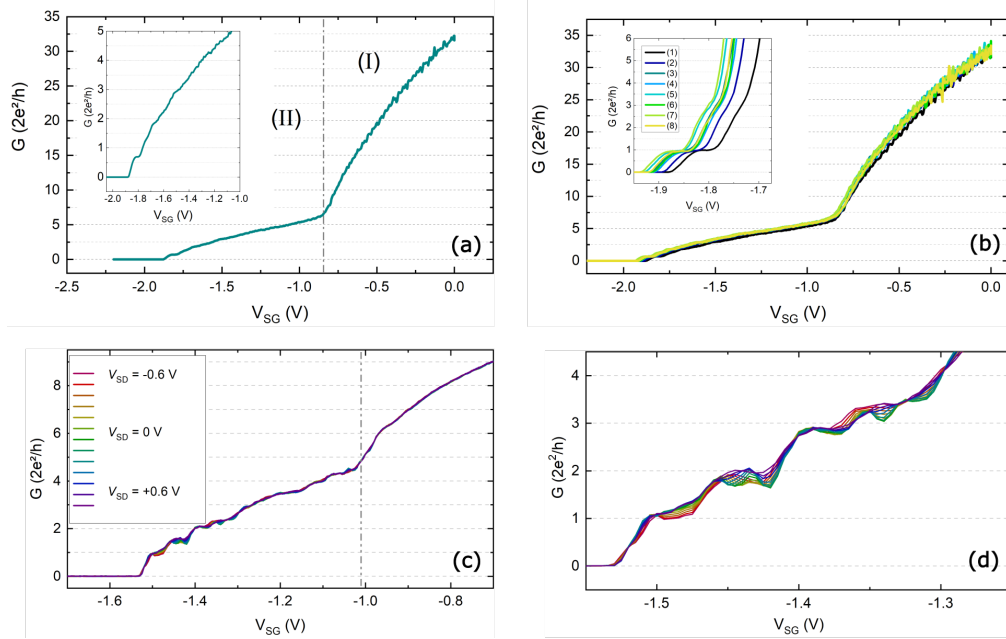 35
30
25
20
15
10
5
0
G (2e²/h)
5
4
3
2
1
0
G (2e²/h)
-2.0 -1.8 -1.6 -1.4 -1.2 -1.0
V_SG (V)
(I)
(II)
(a)
-2.5 -2.0 -1.5 -1.0 -0.5 0.0
V_SG (V)
35
30
25
20
15
10
5
0
G (2e²/h)
6
5
4
3
2
1
0
G (2e²/h)
(1)
(2)
(3)
(4)
(5)
(6)
(7)
(8)
-1.9 -1.8 -1.7
V_SG (V)
(b)
-2.0 -1.5 -1.0 -0.5 0.0
V_SG (V)
8
6
4
2
0
G (2e²/h)
V_SD = -0.6 V
V_SD = 0 V
V_SD = +0.6 V
(c)
-1.6 -1.4 -1.2 -1.0 -0.8
V_SG (V)
4
3
2
1
0
G (2e²/h)
(d)
-1.5 -1.4 -1.3
V_SG (V)